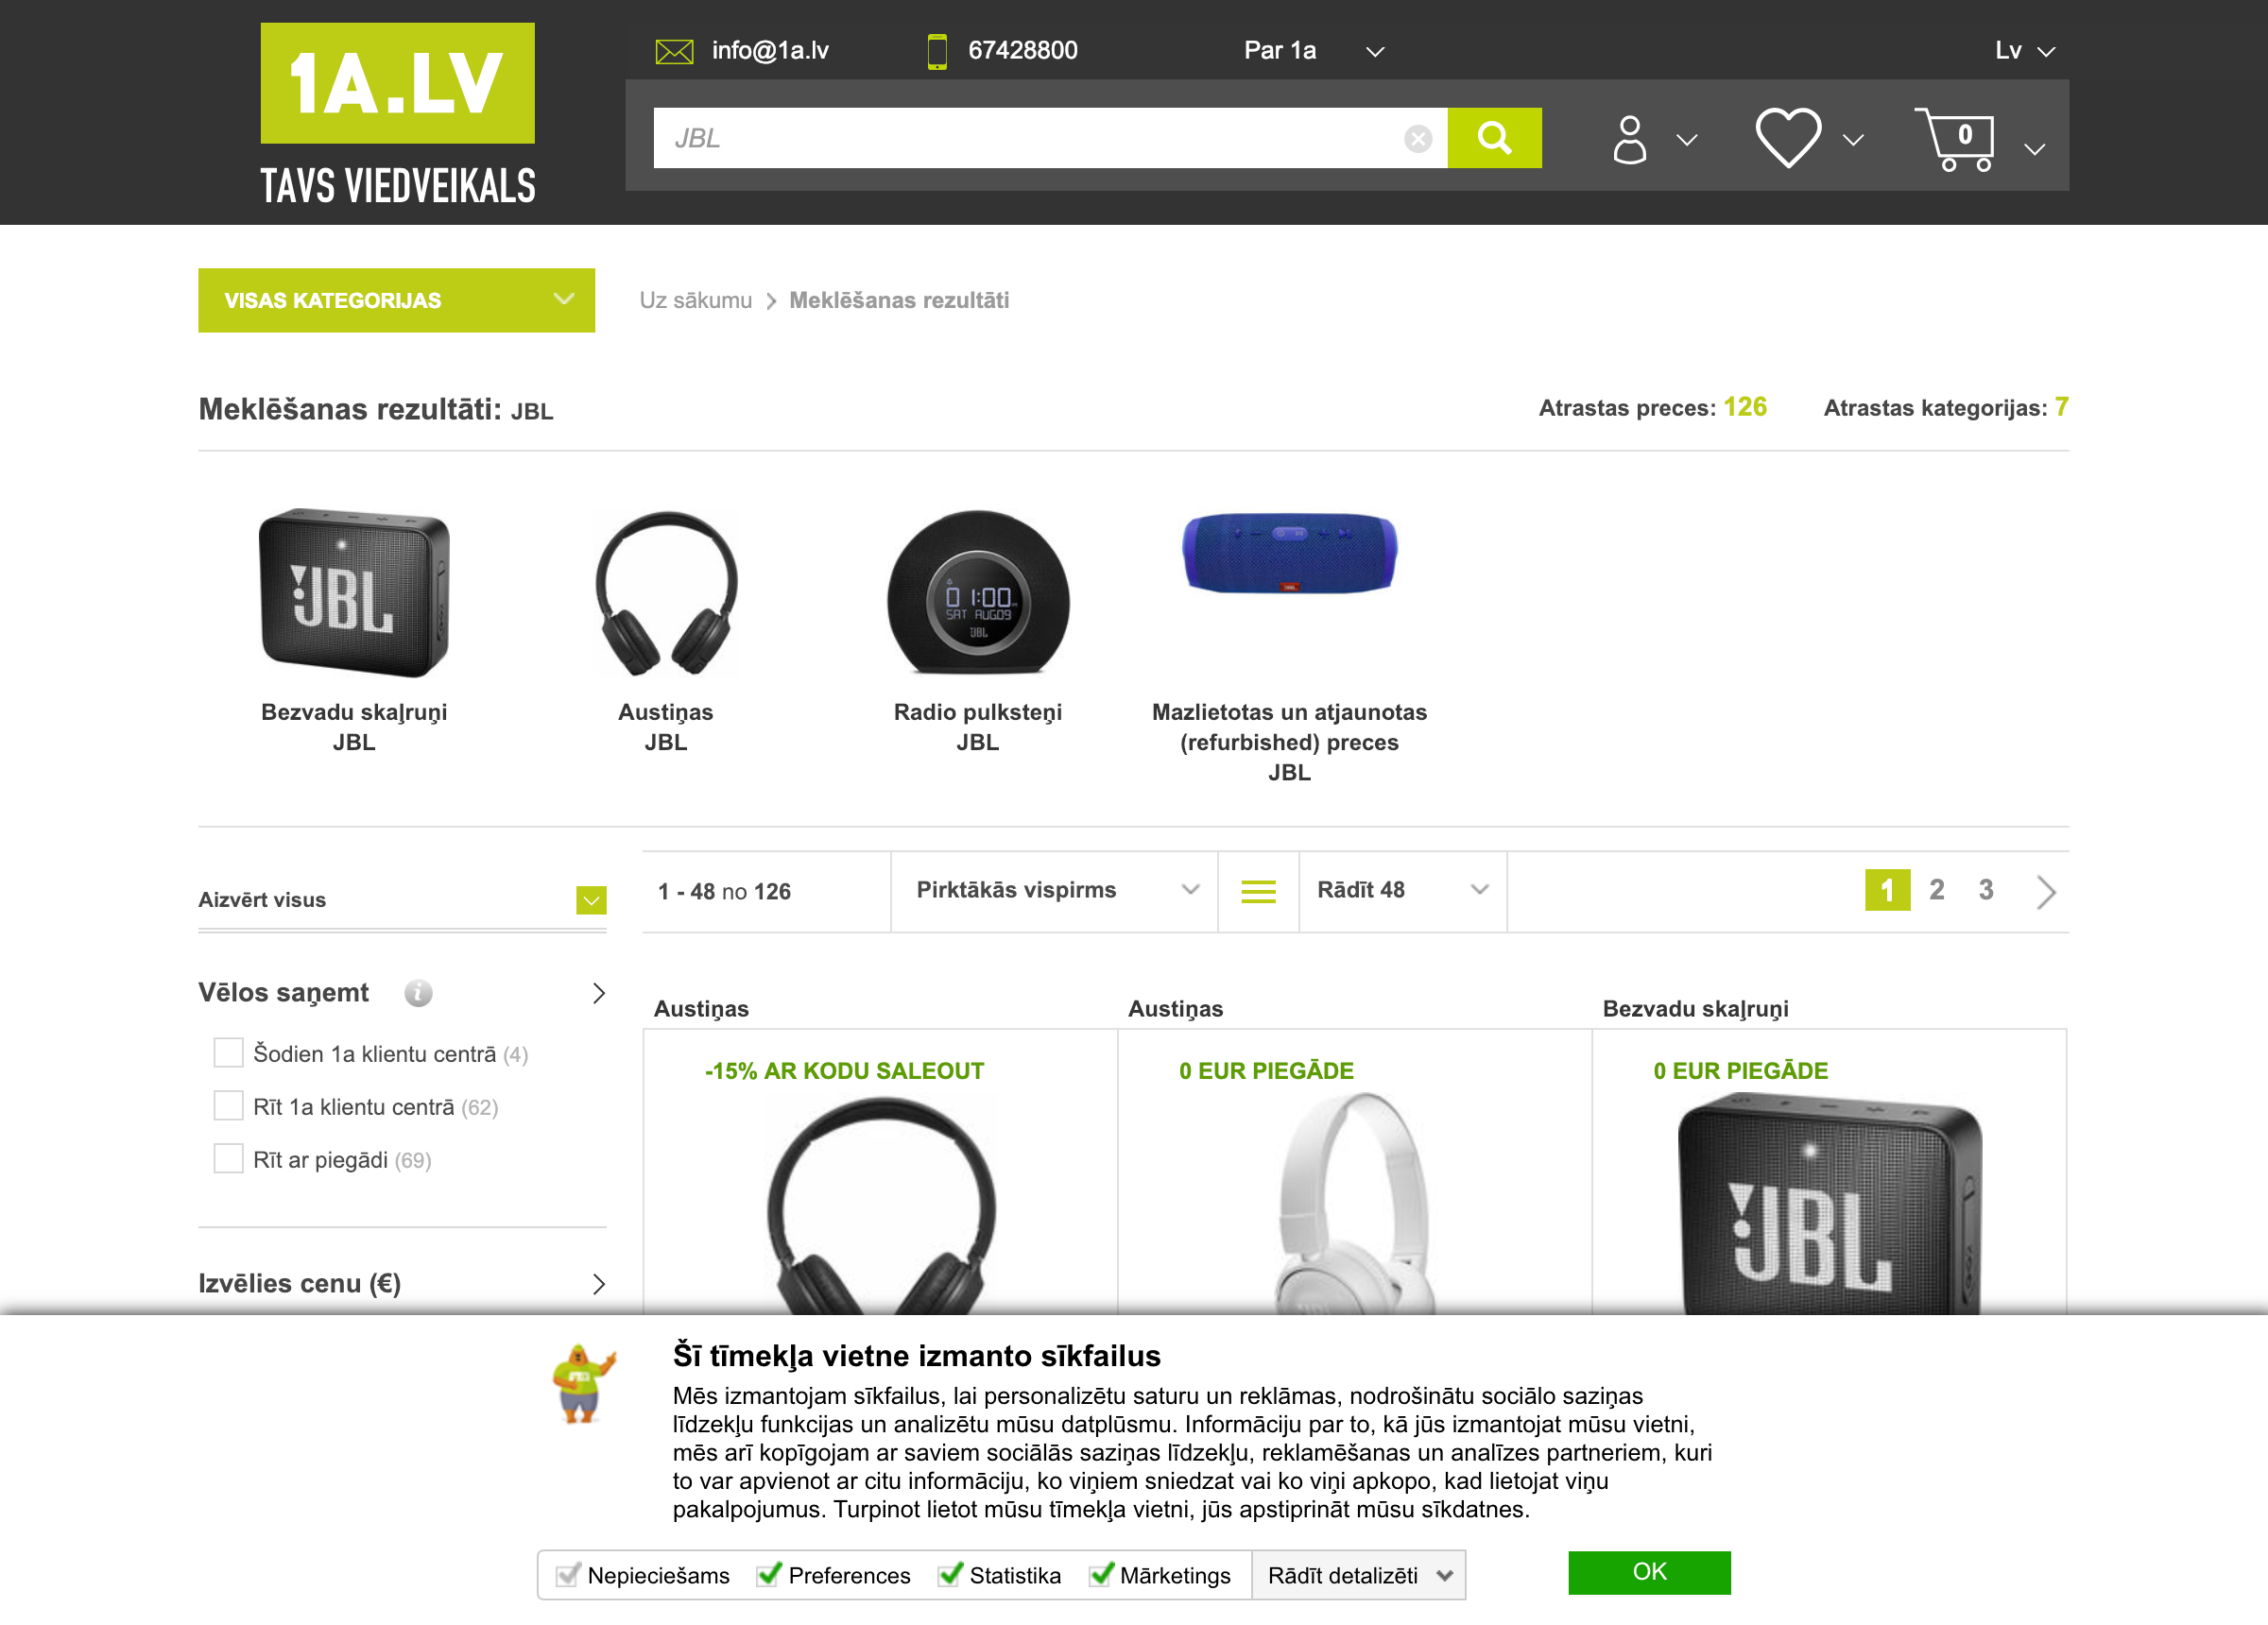 1A.LV
TAVS VIEDVEIKALS
info@1a.lv
67428800
Par 1a
Lv
JBL
0
VISAS KATEGORIJAS
Uz sākumu
Meklēšanas rezultāti
Meklēšanas rezultāti: JBL
Atrastas preces: 126
Atrastas kategorijas: 7
JBL
01:00
SAT AUG09
JBL
Bezvadu skaļruņi
JBL
Austiņas
JBL
Radio pulksteņi
JBL
Mazlietotas un atjaunotas
(refurbished) preces
JBL
Aizvērt visus
1 - 48 no 126
Pirktākās vispirms
Rādīt 48
1 2 3
Vēlos saņemt
Šodien 1a klientu centrā (4)
Rīt 1a klientu centrā (62)
Rīt ar piegādi (69)
Izvēlies cenu (€)
Austiņas
-15% AR KODU SALEOUT
Austiņas
0 EUR PIEGĀDE
JBL
Bezvadu skaļruņi
0 EUR PIEGĀDE
JBL
Šī tīmekļa vietne izmanto sīkfailus
Mēs izmantojam sīkfailus, lai personalizētu saturu un reklāmas, nodrošinātu sociālo saziņas
līdzekļu funkcijas un analizētu mūsu datplūsmu. Informāciju par to, kā jūs izmantojat mūsu vietni,
mēs arī kopīgojam ar saviem sociālās saziņas līdzekļu, reklamēšanas un analīzes partneriem, kuri
to var apvienot ar citu informāciju, ko viņiem sniedzat vai ko viņi apkopo, kad lietojat viņu
pakalpojumus. Turpinot lietot mūsu tīmekļa vietni, jūs apstiprināt mūsu sīkdatnes.
Nepieciešams
Preferences
Statistika
Mārketings
Rādīt detalizēti
OK